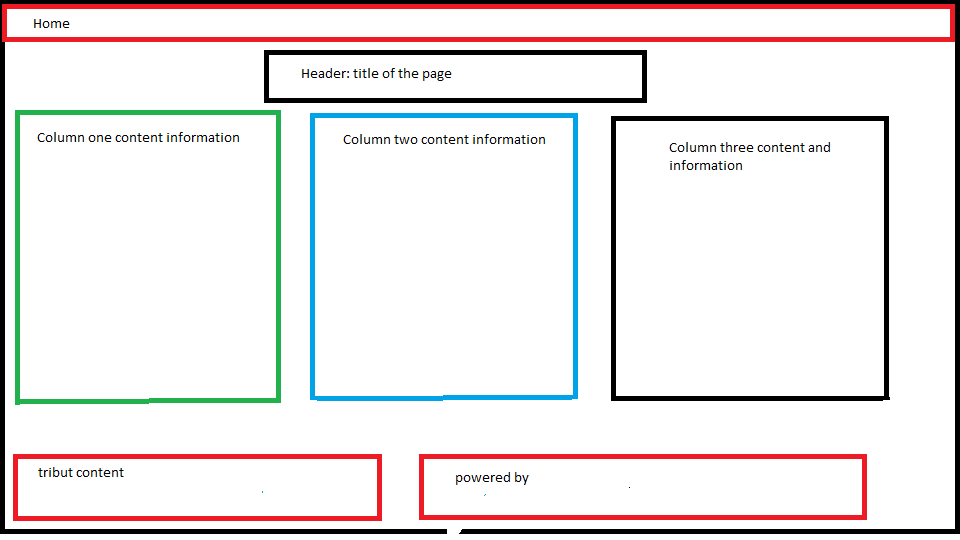 Home
Header: title of the page
Column one content information
Column two content information
Column three content and
information
tribut content
powered by